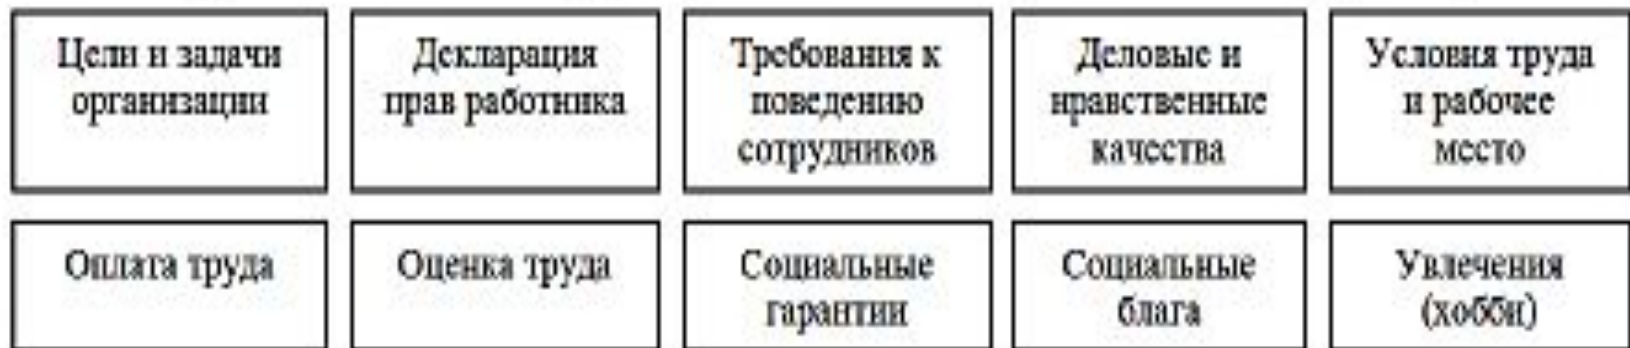 Цели и задачи
организации
Декларация
прав работника
Требования к
поведению
сотрудников
Деловые и
нравственные
качества
Условия труда
и рабочее
место
Оплата труда
Оценка труда
Социальные
гарантии
Социальные
блага
Увлечения
(хобби)